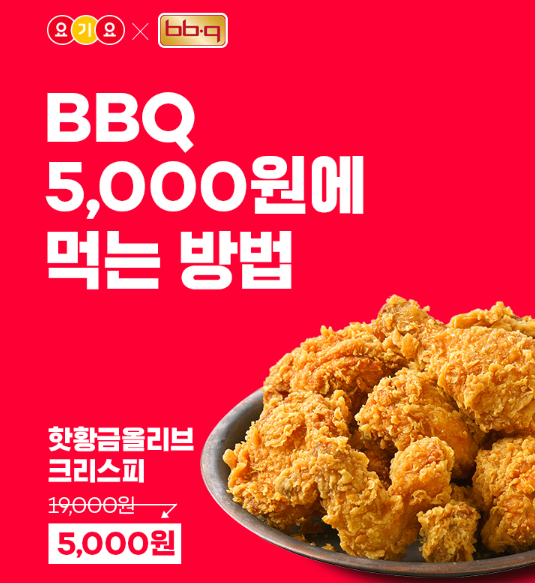 요기요 × bb.q
BBQ
5,000원에
먹는 방법
핫황금올리브
크리스피
19,000원
5,000원